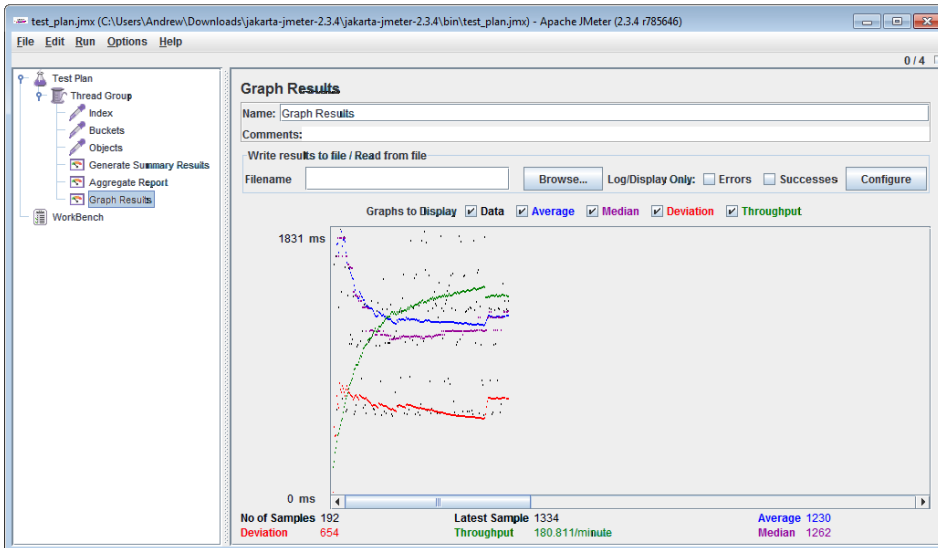 test_plan.jmx (C:\Users\Andrew\Downloads\jakarta-jmeter-2.3.4\jakarta-jmeter-2.3.4\bin\test_plan.jmx) - Apache JMeter (2.3.4 r785646)
File Edit Run Options Help
0 / 4
Test Plan
Thread Group
Index
Buckets
Objects
Generate Summary Results
Aggregate Report
Graph Results
WorkBench
Graph Results
Name: Graph Results
Comments:
Write results to file / Read from file
Filename Browse... Log/Display Only: Errors Successes Configure
Graphs to Display Data Average Median Deviation Throughput
1831 ms
0 ms
No of Samples 192 Latest Sample 1334 Average 1230
Deviation 654 Throughput 180.811/minute Median 1262